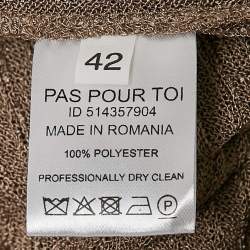 42
PAS POUR TOI
ID 514357904
MADE IN ROMANIA
100% POLYESTER
PROFESSIONALLY DRY CLEAN
P